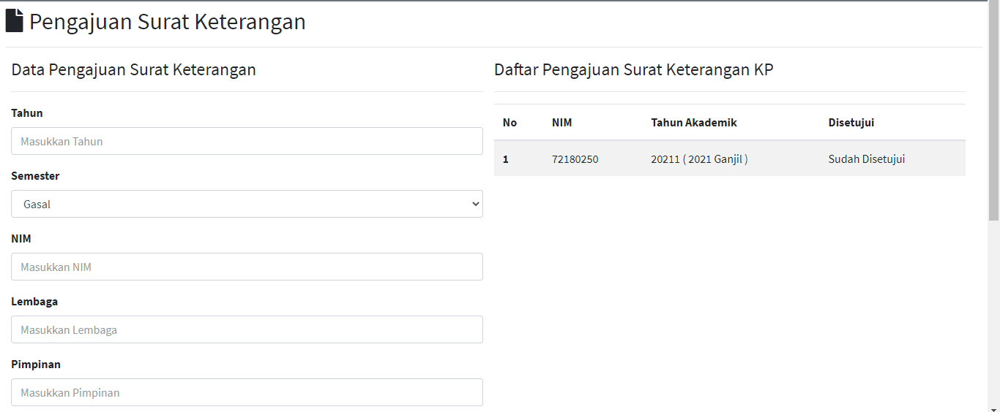 Pengajuan Surat Keterangan
Data Pengajuan Surat Keterangan
Tahun
Masukkan Tahun
Semester
Gasal
NIM
Masukkan NIM
Lembaga
Masukkan Lembaga
Pimpinan
Masukkan Pimpinan
Daftar Pengajuan Surat Keterangan KP
No NIM Tahun Akademik Disetujui
1 72180250 20211 ( 2021 Ganjil ) Sudah Disetujui